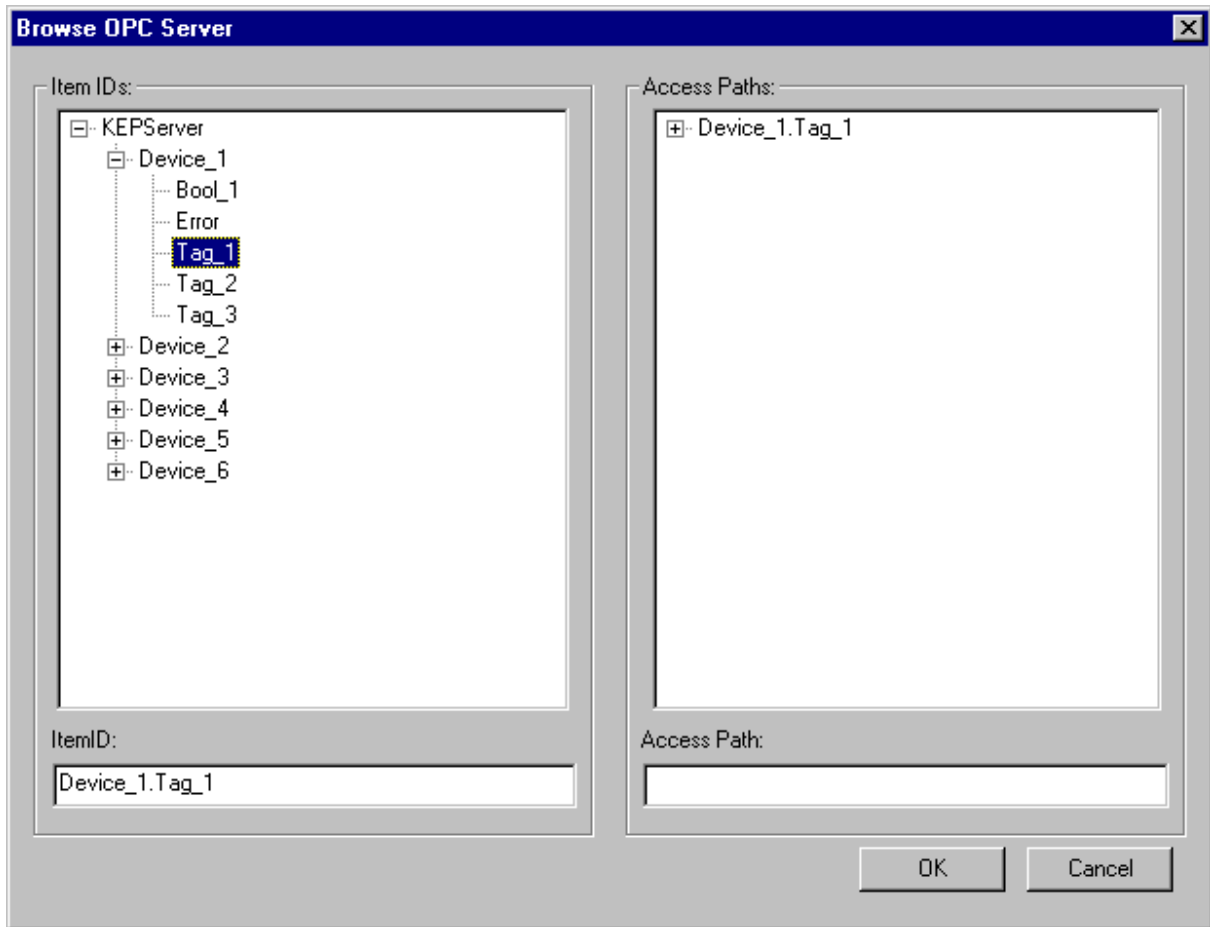 Browse OPC Server
Item IDs:
KEPServer
Device_1
Bool_1
Error
Tag_1
Tag_2
Tag_3
Device_2
Device_3
Device_4
Device_5
Device_6
ItemID:
Device_1.Tag_1
Access Paths:
Device_1.Tag_1
Access Path:
OK
Cancel